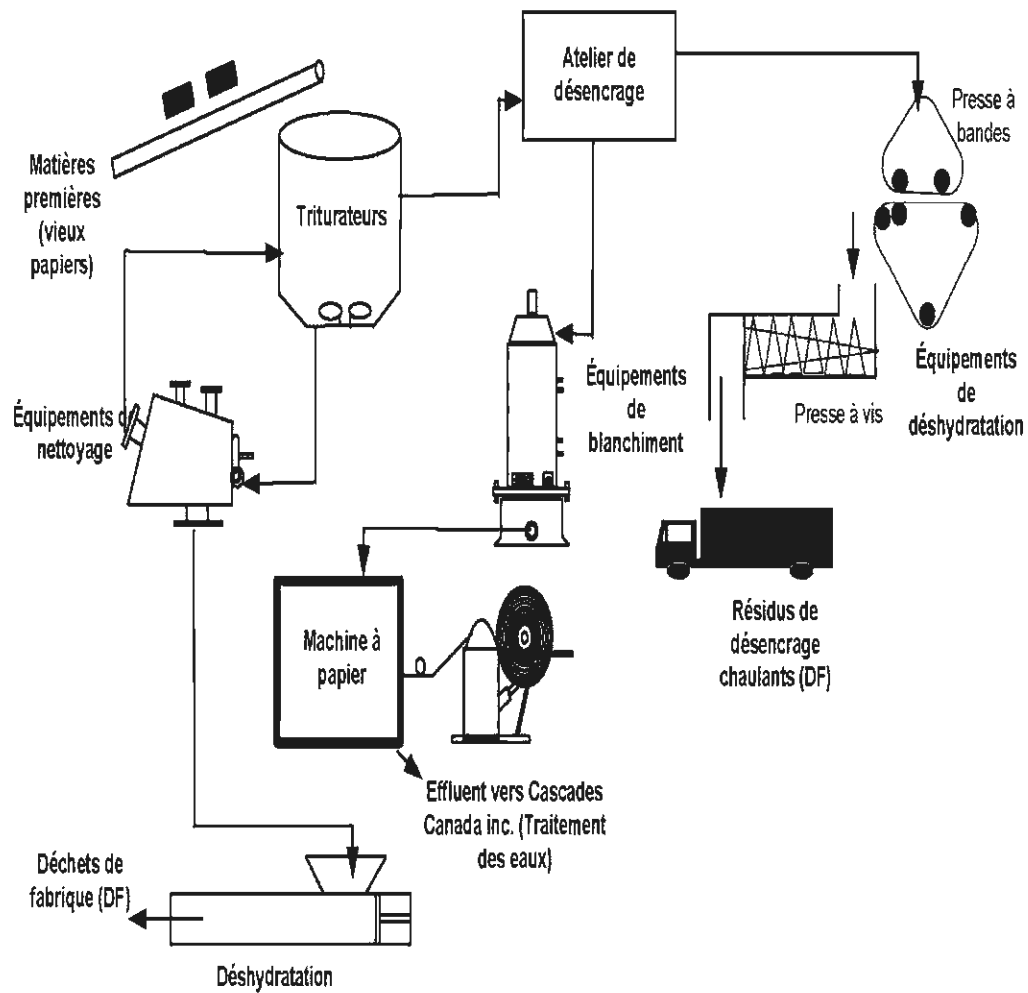 Atelier de
désencrage
Presse à
bandes
Matières
premières
(vieux
papiers)
Triturateurs
Équipements
de
blanchiment
Équipements
de
déshydratation
Presse à vis
Équipements d
nettoyage
Résidus de
désencrage
chaulants (DF)
Machine à
papier
Effluent vers Cascades
Canada inc. (Traitement
des eaux)
Déchets de
fabrique (DF)
Déshydratation